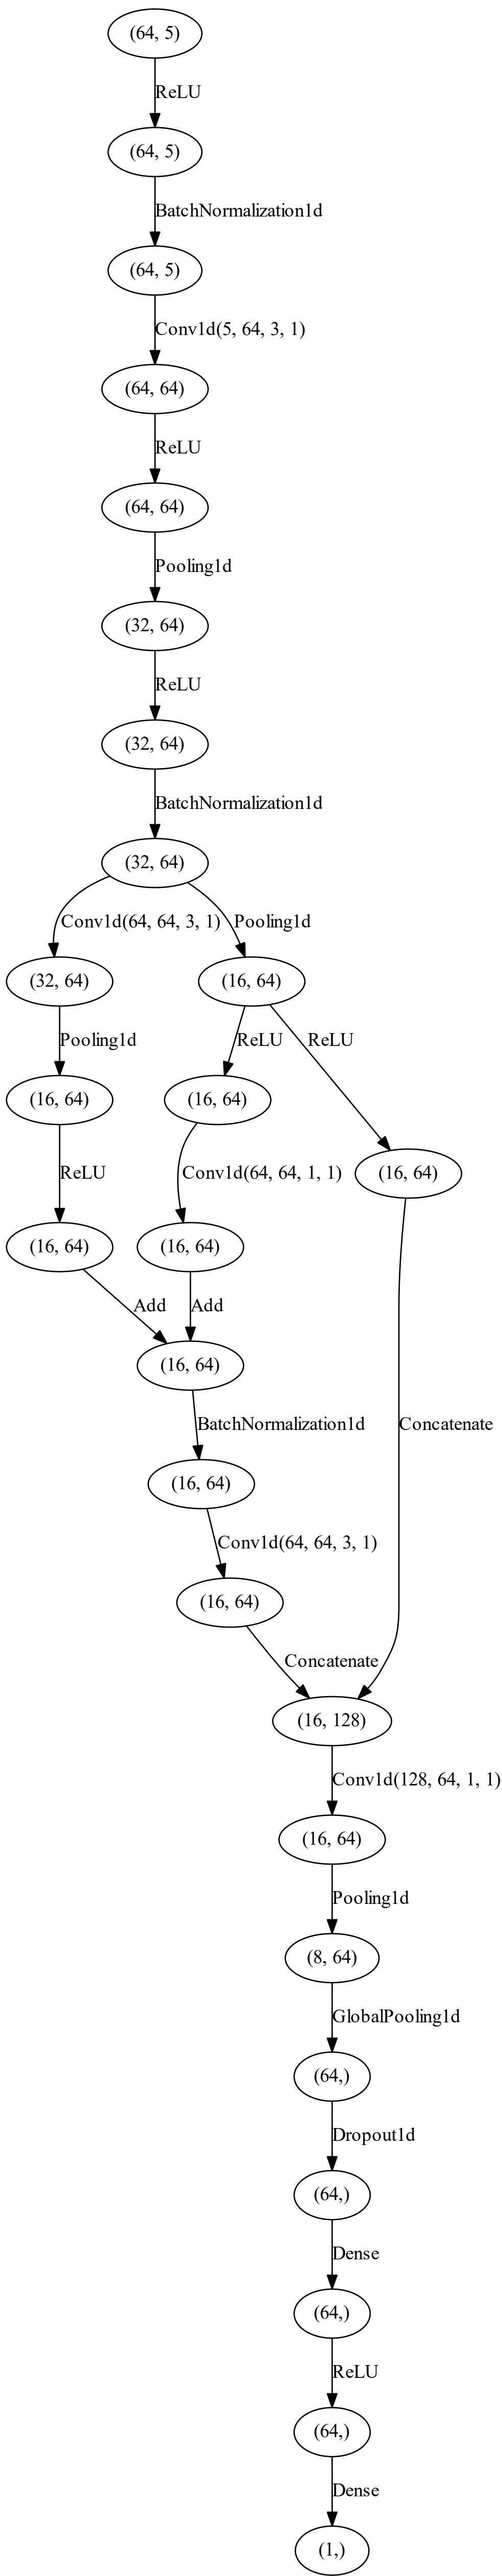 (64, 5)
ReLU
(64, 5)
BatchNormalization1d
(64, 5)
Conv1d(5, 64, 3, 1)
(64, 64)
ReLU
(64, 64)
Pooling1d
(32, 64)
ReLU
(32, 64)
BatchNormalization1d
(32, 64)
Conv1d(64, 64, 3, 1) Pooling1d
(32, 64) (16, 64)
Pooling1d ReLU ReLU
(16, 64) (16, 64)
ReLU Conv1d(64, 64, 1, 1) (16, 64)
(16, 64) (16, 64)
Add Add
(16, 64)
BatchNormalization1d Concatenate
(16, 64)
Conv1d(64, 64, 3, 1)
(16, 64)
Concatenate
(16, 128)
Conv1d(128, 64, 1, 1)
(16, 64)
Pooling1d
(8, 64)
GlobalPooling1d
(64,)
Dropout1d
(64,)
Dense
(64,)
ReLU
(64,)
Dense
(1,)